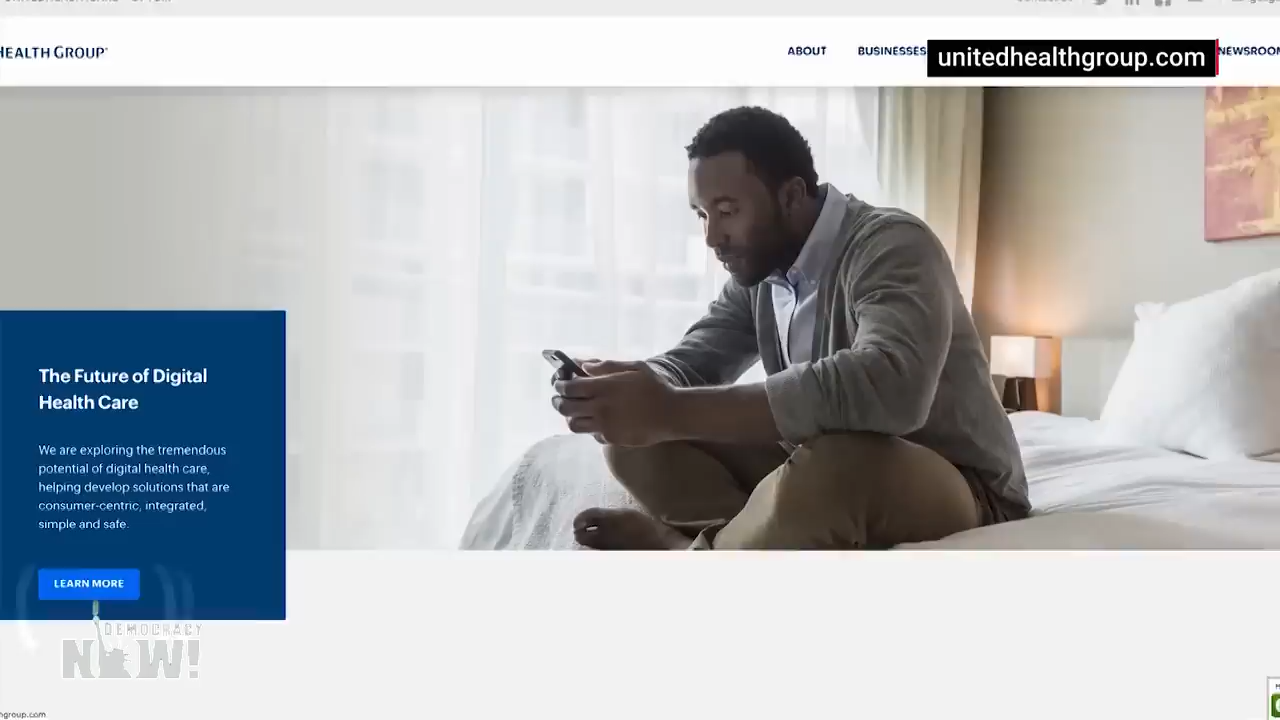 HEALTH GROUP
ABOUT
BUSINESSES
unitedhealthgroup.com
NEWSROOM
The Future of Digital
Health Care
We are exploring the tremendous
potential of digital health care,
helping develop solutions that are
consumer-centric, integrated,
simple and safe.
LEARN MORE
DEMOCRACY
NOW!
hgroup.com